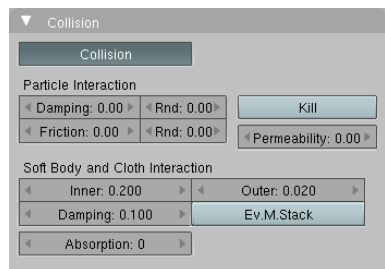 Collision
Collision
Particle Interaction
Damping: 0.00 Rnd: 0.00 Kill
Friction: 0.00 Rnd: 0.00 Permeability: 0.00
Soft Body and Cloth Interaction
Inner: 0.200 Outer: 0.020
Damping: 0.100 Ev.M.Stack
Absorption: 0